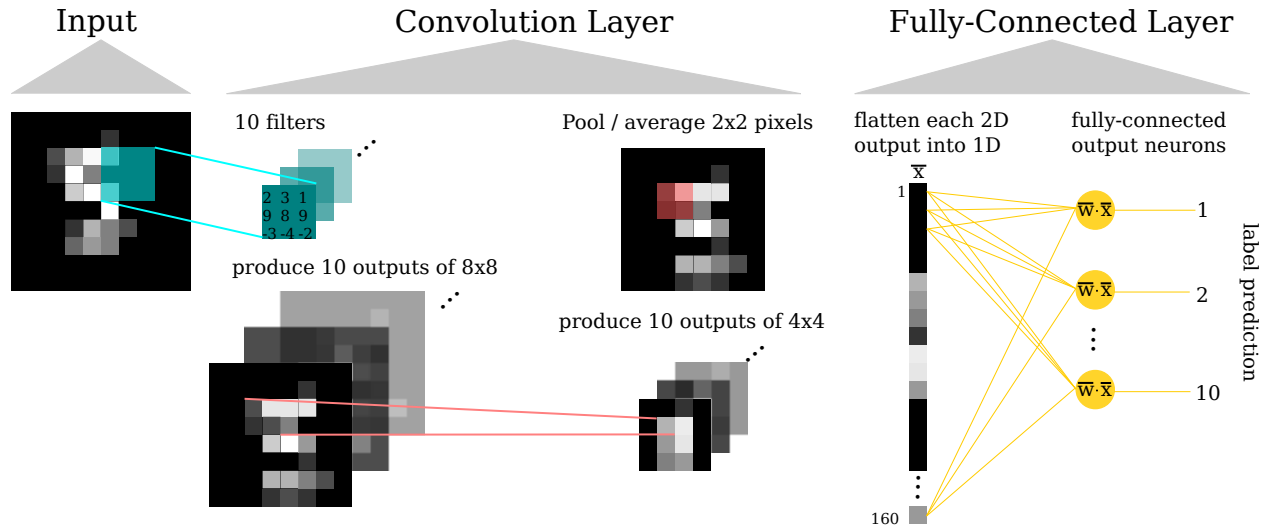 Input
Convolution Layer
Fully-Connected Layer
10 filters
2 3 1
9 8 9
-3 -4 -2
produce 10 outputs of 8x8
Pool / average 2x2 pixels
produce 10 outputs of 4x4
flatten each 2D
output into 1D
x̅
1
160
fully-connected
output neurons
w̅·x̅
1
w̅·x̅
2
w̅·x̅
10
label prediction